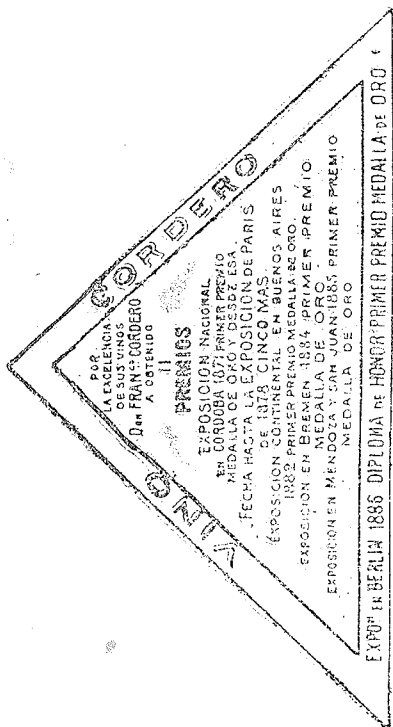 VINO CORDERO
POR
LA EXCELENCIA
DE SUS VINOS
Don FRANco CORDERO
A OBTENIDO
11
PREMIOS
EXPOSICION NACIONAL
EN CORDOBA 1871 PRIMER PREMIO
MEDALLA DE ORO Y DESDE ESA
FECHA HASTA LA EXPOSICION DE PARIS
DE 1878 CINCO MAS.
EXPOSICION CONTINENTAL EN BUENOS AIRES
1882 PRIMER PREMIO MEDALLA DE ORO.
EXPOSICION EN BREMEN 1884 PRIMER PREMIO
MEDALLA DE ORO
EXPOSICION EN MENDOZA Y SAN JUAN 1885 PRIMER PREMIO
MEDALLA DE ORO
EXPOn EN BERLIN 1886 DIPLOMA DE HONOR PRIMER PREMIO MEDALLA DE ORO